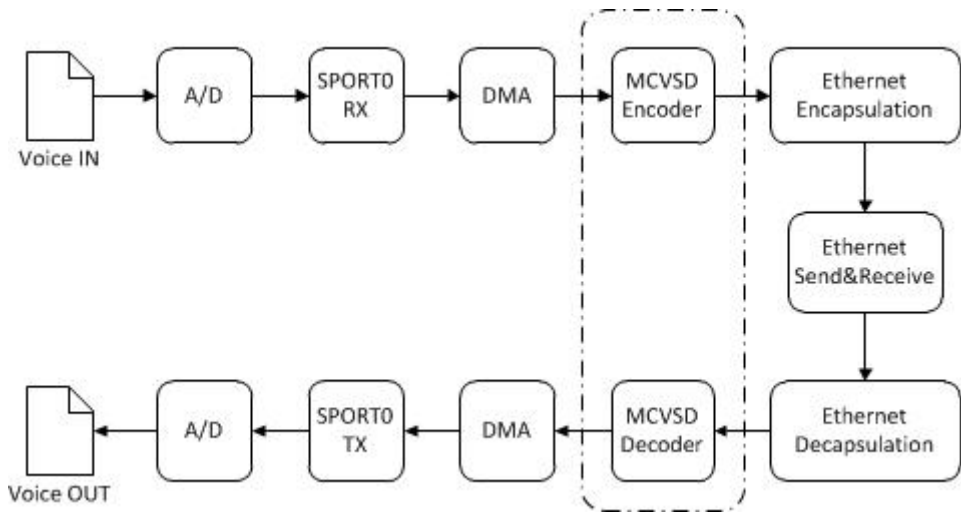 Voice IN
A/D
SPORT0
RX
DMA
MCVSD
Encoder
Ethernet
Encapsulation
Ethernet
Send&Receive
Voice OUT
A/D
SPORT0
TX
DMA
MCVSD
Decoder
Ethernet
Decapsulation